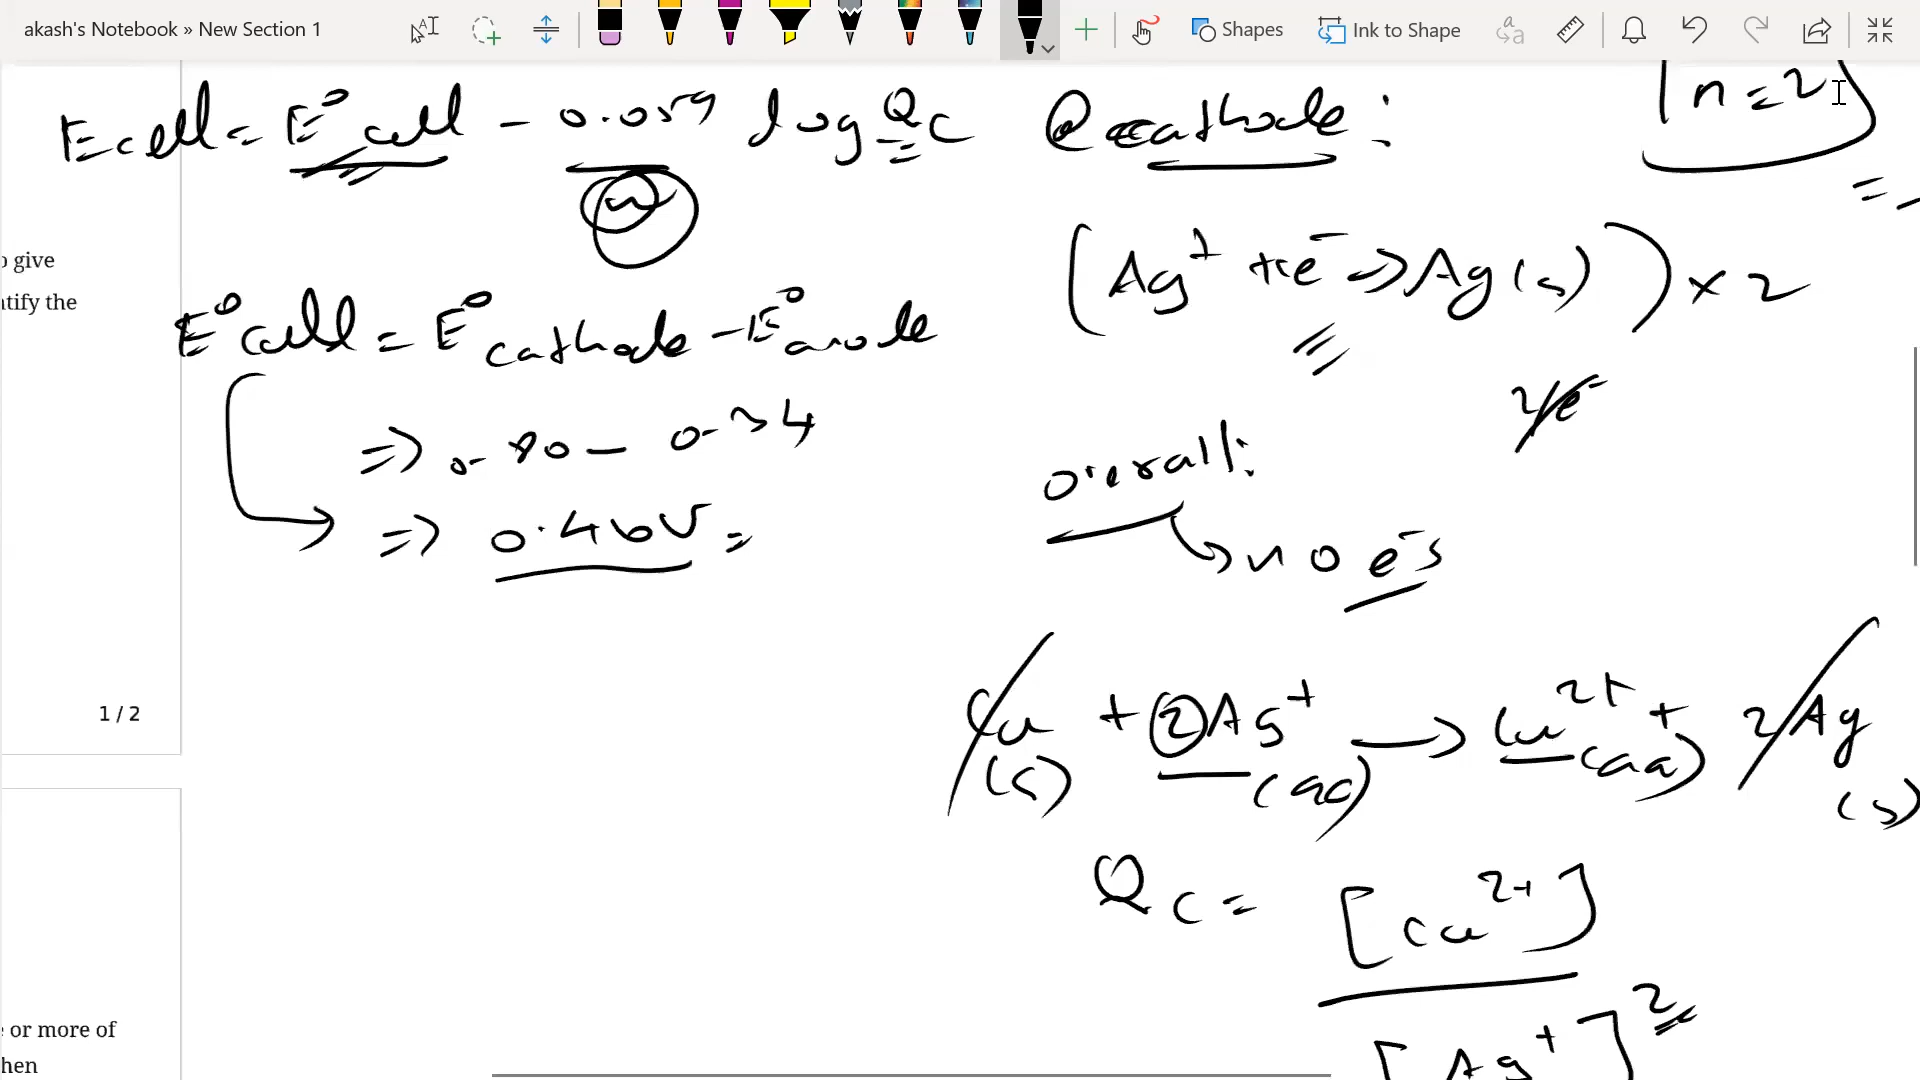 akash's Notebook » New Section 1
Shapes
Ink to Shape
Ecell = E° cell - 0.059 log Qc
n
@ cathode :
n = 2
give
tify the
E° cell = E° cathode - E° anode
⇒ 0.80 - 0.34
⇒ 0.46V =
(Ag⁺ + e⁻ → Ag(s)) × 2
2e⁻
overall:
no e⁻s
Cu (s) + 2Ag⁺ (aq) → Cu²⁺ (aq) + 2Ag (s)
1 / 2
Qc = [Cu²⁺]
[Ag⁺]²
or more of
hen